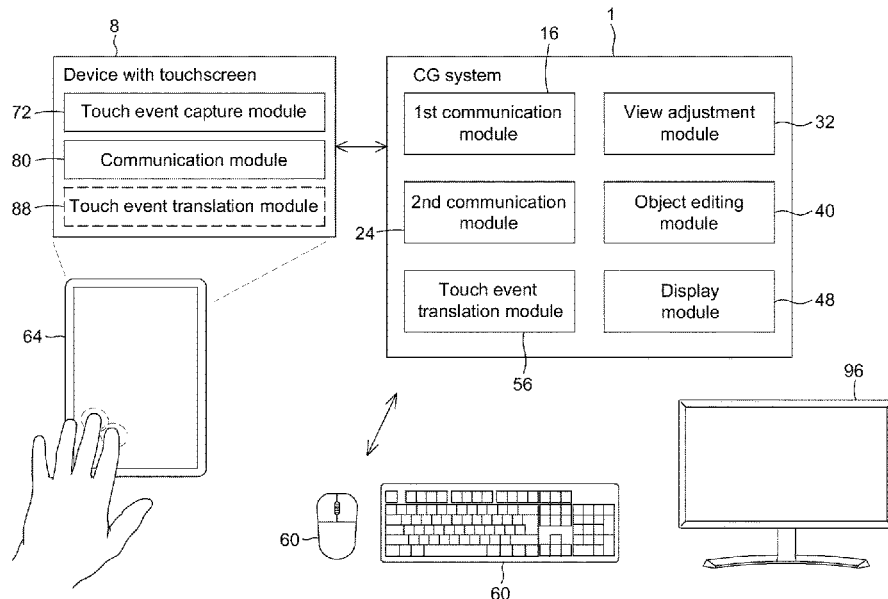 8
1
Device with touchscreen
16
CG system
72
Touch event capture module
1st communication
module
View adjustment
module
32
80
Communication module
88
Touch event translation module
2nd communication
module
24
Object editing
module
40
Touch event
translation module
Display
module
48
64
56
96
60
60